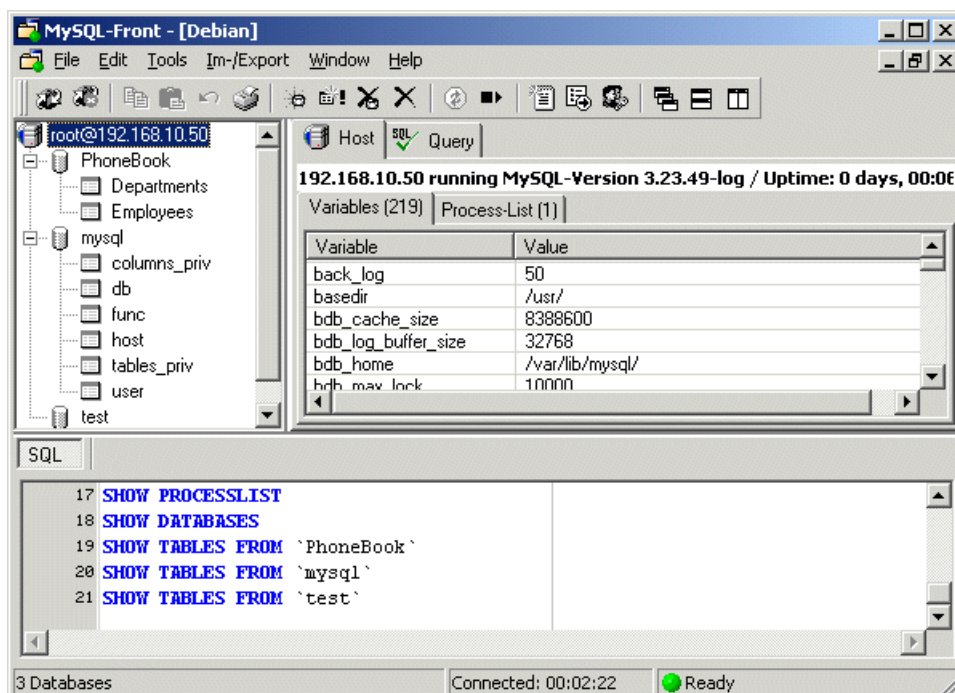 MySQL-Front - [Debian]
File Edit Tools Im-/Export Window Help
root@192.168.10.50
PhoneBook
Departments
Employees
mysql
columns_priv
db
func
host
tables_priv
user
test
Host
SQL Query
192.168.10.50 running MySQL-Version 3.23.49-log / Uptime: 0 days, 00:06
Variables (219) Process-List (1)
Variable Value
back_log 50
basedir /usr/
bdb_cache_size 8388600
bdb_log_buffer_size 32768
bdb_home /var/lib/mysql/
bdb_max_lock 10000
SQL
17 SHOW PROCESSLIST
18 SHOW DATABASES
19 SHOW TABLES FROM `PhoneBook`
20 SHOW TABLES FROM `mysql`
21 SHOW TABLES FROM `test`
3 Databases Connected: 00:02:22 Ready